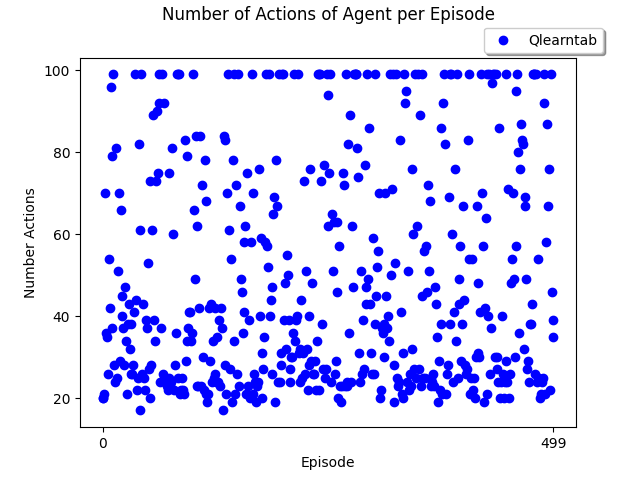 Number of Actions of Agent per Episode
Qlearntab
100
80
60
40
20
Number Actions
0
499
Episode